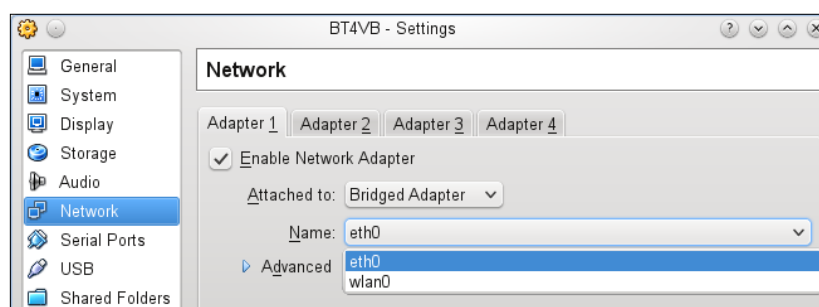 BT4VB - Settings
General
System
Display
Storage
Audio
Network
Serial Ports
USB
Shared Folders
Network
Adapter 1 Adapter 2 Adapter 3 Adapter 4
Enable Network Adapter
Attached to: Bridged Adapter
Name: eth0
Advanced
eth0
wlan0